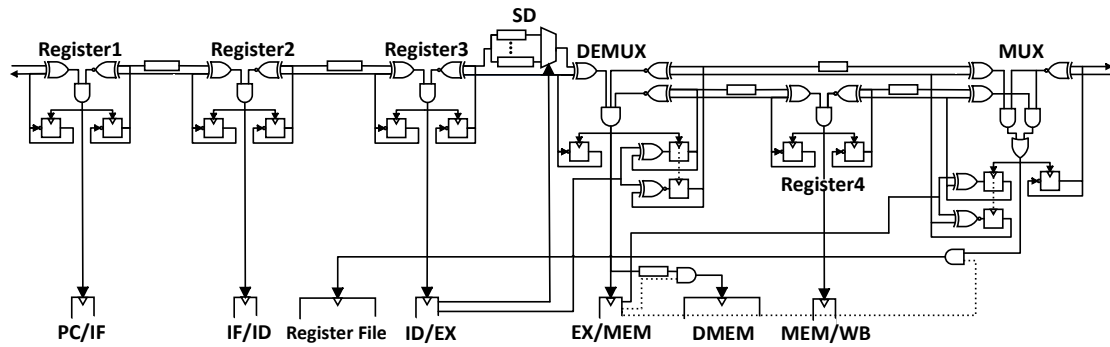 SD
Register1
Register2
Register3
DEMUX
MUX
Register4
PC/IF
IF/ID
Register File
ID/EX
EX/MEM
DMEM
MEM/WB